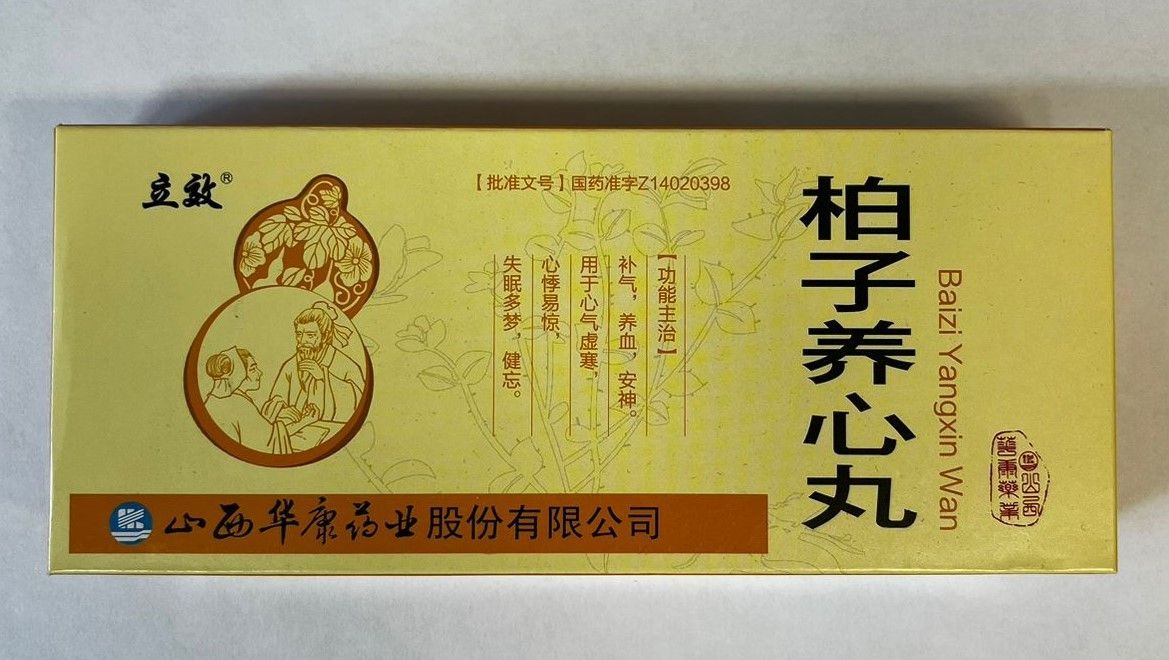 立效®
【批准文号】国药准字Z14020398
柏子养心丸
Baizi Yangxin Wan
【功能主治】
补气，养血，安神。
用于心气虚寒，
心悸易惊，
失眠多梦，健忘。
山西华康药业股份有限公司